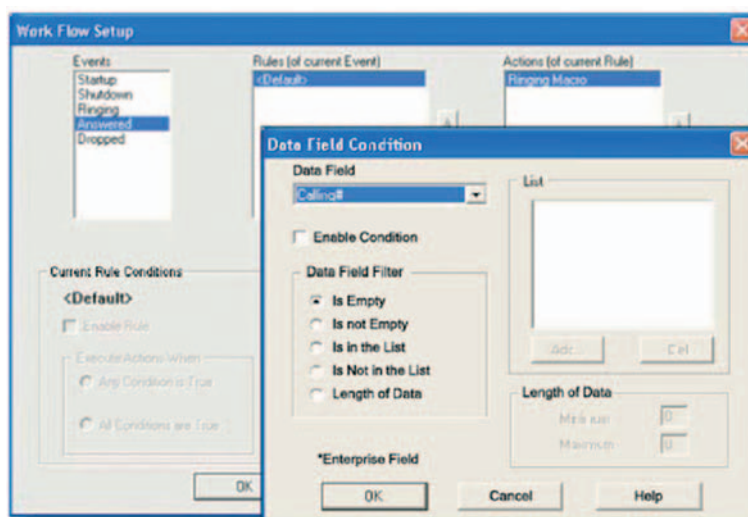 Work Flow Setup
Events
Startup
Shutdown
Ringing
Answered
Dropped
Rules (of current Event)
<Default>
Actions (of current Rule)
Ringing Macro
Current Rule Conditions
<Default>
Enable Rule
Execute Actions When
Any Condition is True
All Conditions are True
OK
Data Field Condition
Data Field
Calling#
Enable Condition
Data Field Filter
Is Empty
Is not Empty
Is in the List
Is Not in the List
Length of Data
List
Add...
Del
Length of Data
Minimum
0
Maximum
0
*Enterprise Field
OK
Cancel
Help